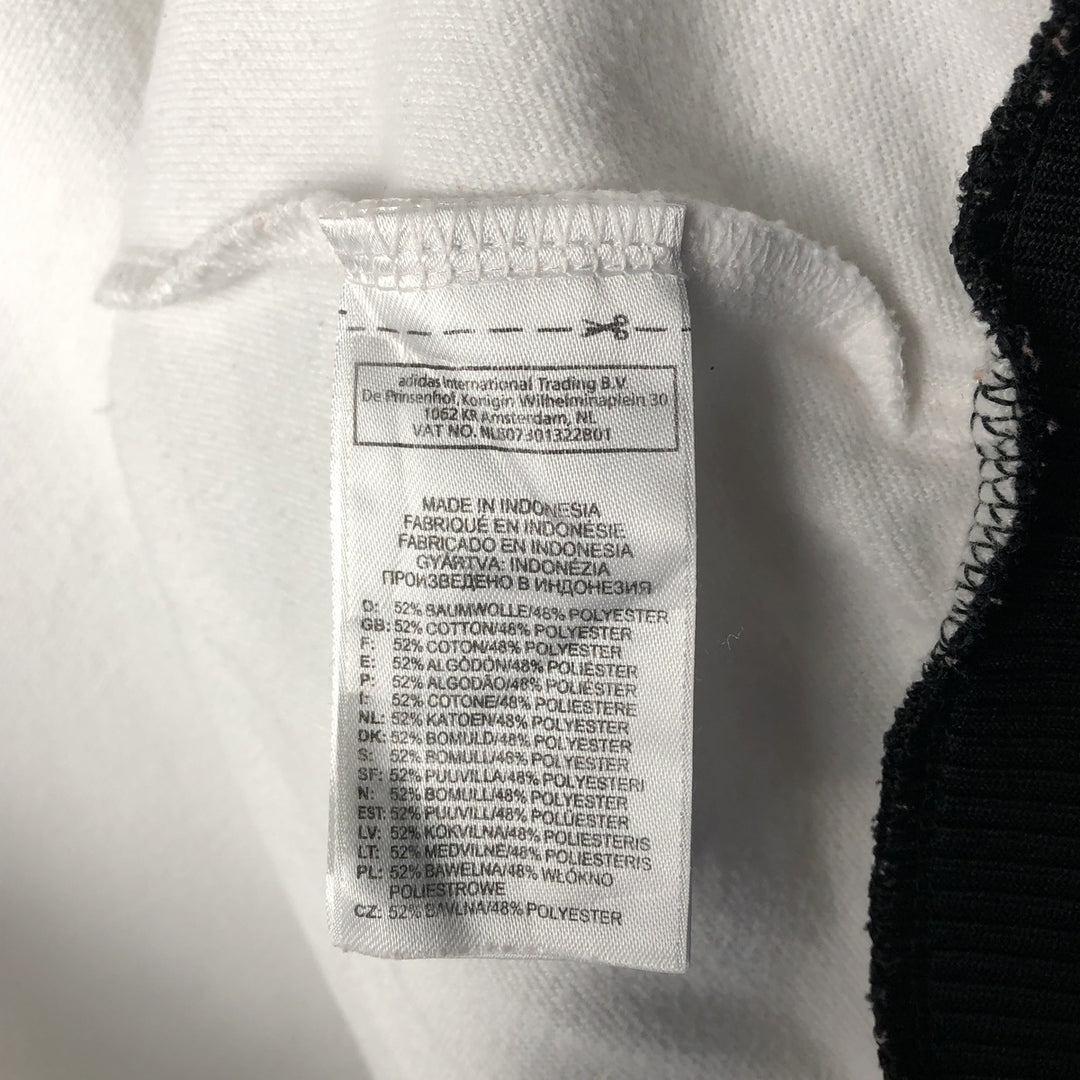 adidas International Trading B.V.
De Prinsenhof, Konigin Wilhelminaplein 30
1062 KR Amsterdam, NL
VAT NO. NL807301322B01
MADE IN INDONESIA
FABRIQUÉ EN INDONÉSIE
FABRICADO EN INDONESIA
GYÁRTVA: INDONÉZIA
ПРОИЗВЕДЕНО В ИНДОНЕЗИЯ
D: 52% BAUMWOLLE/48% POLYESTER
GB: 52% COTTON/48% POLYESTER
F: 52% COTON/48% POLYESTER
E: 52% ALGÒDÓN/48% POLIÉSTER
P: 52% ALGODÃO/48% POLIÉSTER
I: 52% COTONE/48% POLIESTERE
NL: 52% KATOEN/48% POLYESTER
DK: 52% BOMULD/48% POLYESTER
S: 52% BOMULL/48% POLYESTER
SF: 52% PUUVILLA/48% POLYESTERI
N: 52% BOMULL/48% POLYESTER
EST: 52% PUUVILL/48% POLÜESTER
LV: 52% KOKVILNA/48% POLIESTERIS
LT: 52% MEDVILNĖ/48% POLIESTERIS
PL: 52% BAWEŁNA/48% WŁÓKNO
POLIESTROWE
CZ: 52% BAVLNA/48% POLYESTER